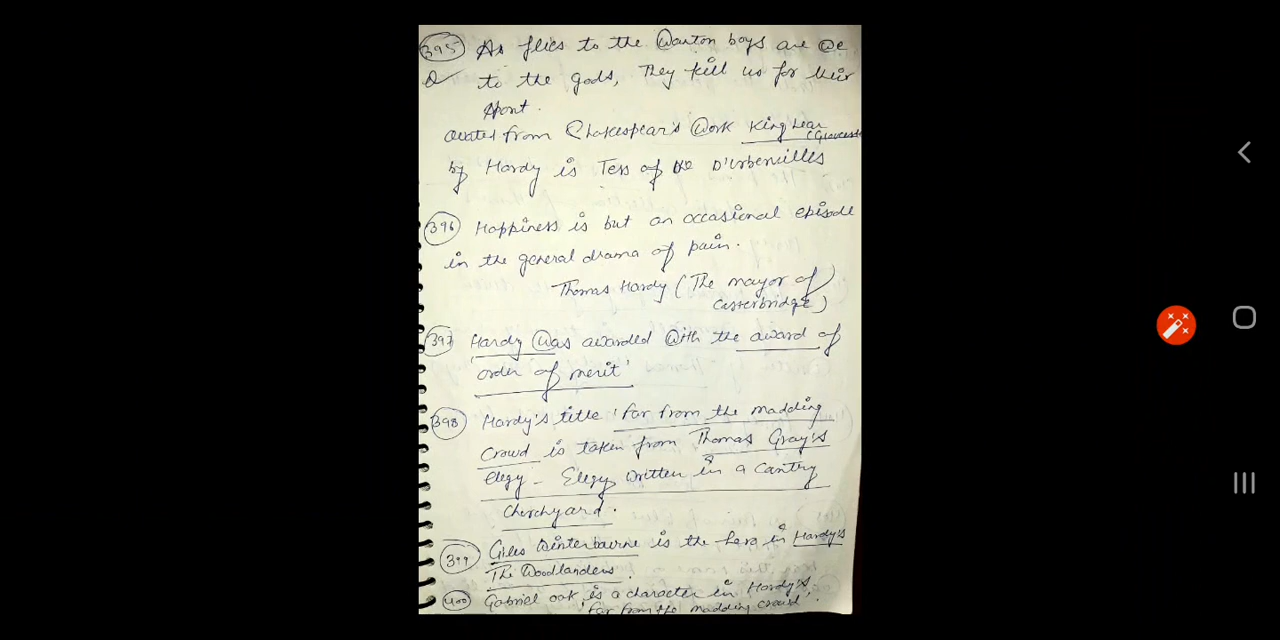 395 As flies to the wanton boys are we
to the gods, They kill us for their
sport.
Quoted from Shakespear's work King Lear
(Gloucester
by Hardy is Tess of the D'urbervilles
396 Happiness is but an occasional episode
in the general drama of pain.
Thomas Hardy (The mayor of
Casterbridge)
397 Hardy was awarded with the award of
'order of merit'
398 Hardy's title 'far from the madding
Crowd is taken from Thomas Gray's
elegy - Elegy written in a Cantry
Cherchyard.
399 Giles Winterbourne is the hero in Hardy's
The Woodlanders.
400 Gabriel oak is a character in Hardy's
'Far from the madding crowd'.